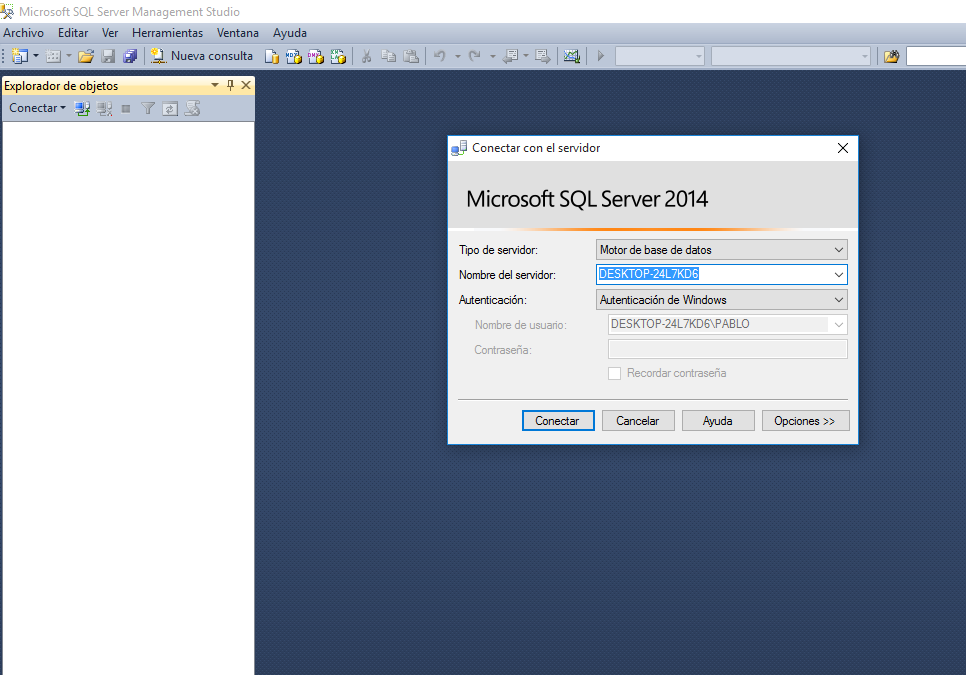 Microsoft SQL Server Management Studio
Archivo Editar Ver Herramientas Ventana Ayuda
Nueva consulta
Explorador de objetos
Conectar
Conectar con el servidor
Microsoft SQL Server 2014
Tipo de servidor: Motor de base de datos
Nombre del servidor: DESKTOP-24L7KD6
Autenticación: Autenticación de Windows
Nombre de usuario: DESKTOP-24L7KD6\PABLO
Contraseña:
Recordar contraseña
Conectar Cancelar Ayuda Opciones >>